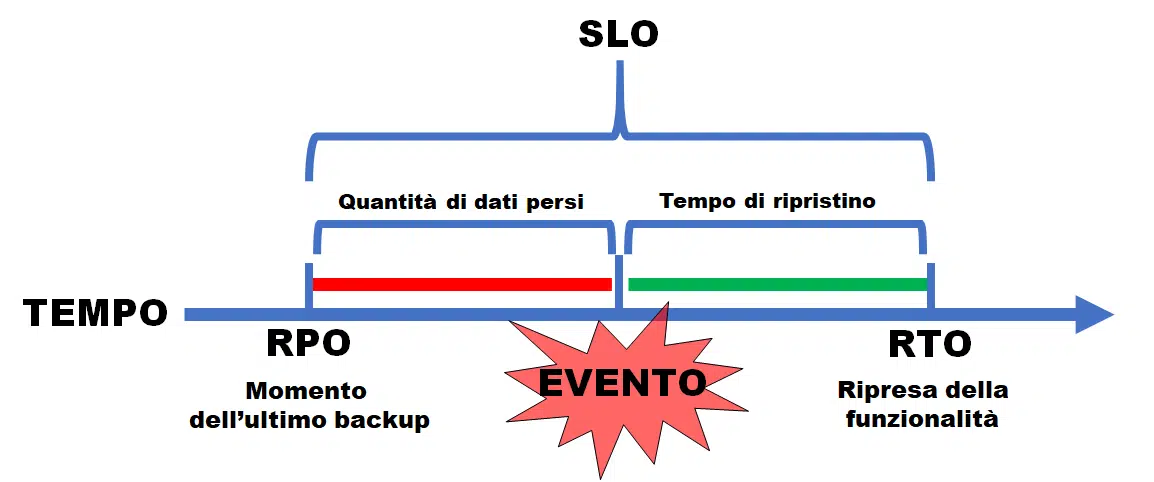 SLO
Quantità di dati persi
Tempo di ripristino
TEMPO
RPO
EVENTO
RTO
Momento
dell’ultimo backup
Ripresa della
funzionalità